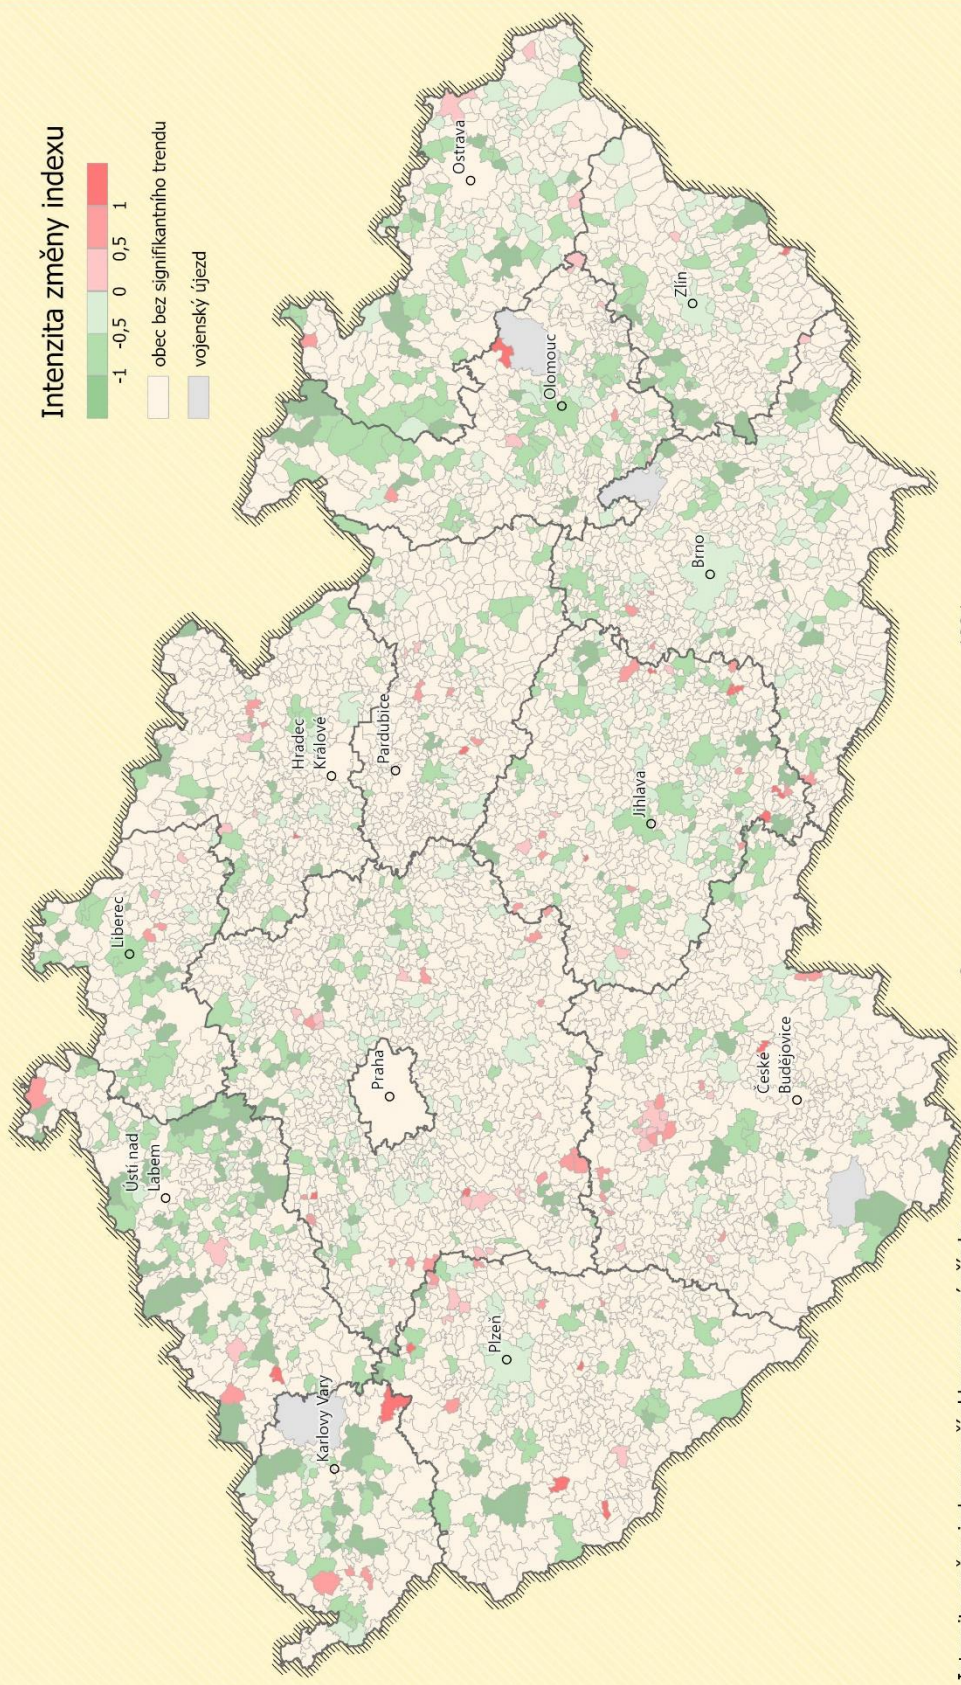 Intenzita změny indexu
-1
-0,5
0
0,5
1
obec bez signifikantního trendu
vojenský újezd
Liberec
Ústí nad
Labem
Karlovy Vary
Hradec
Králové
Praha
Pardubice
Plzeň
Ostrava
Olomouc
Jihlava
Zlín
Brno
České
Budějovice